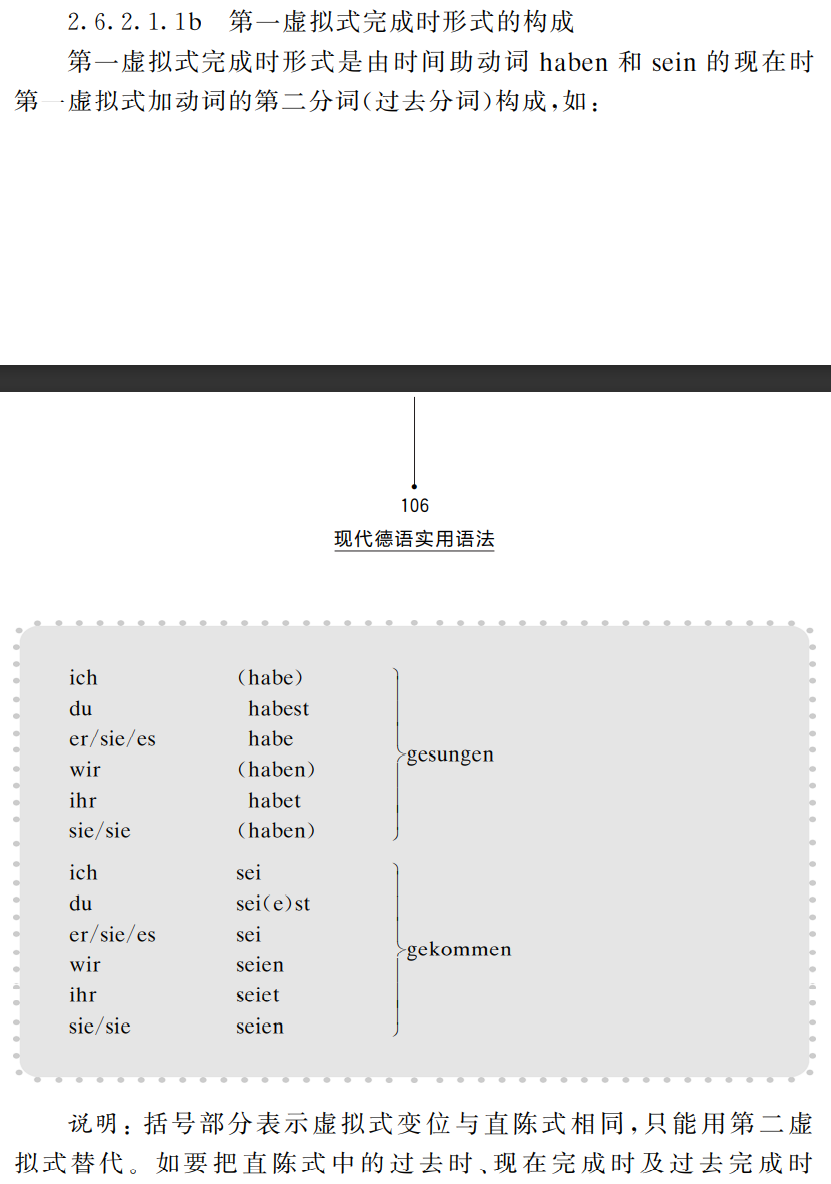 2.6.2.1.1b 第一虚拟式完成时形式的构成
第一虚拟式完成时形式是由时间助动词 haben 和 sein 的现在时
第一虚拟式加动词的第二分词(过去分词)构成,如:
106
现代德语实用语法
ich (habe)
du habest
er/sie/es habe
gesungen
wir (haben)
ihr habet
sie/sie (haben)
ich sei
du sei(e)st
er/sie/es sei
gekommen
wir seien
ihr seiet
sie/sie seien
说明:括号部分表示虚拟式变位与直陈式相同,只能用第二虚
拟式替代。如要把直陈式中的过去时、现在完成时及过去完成时